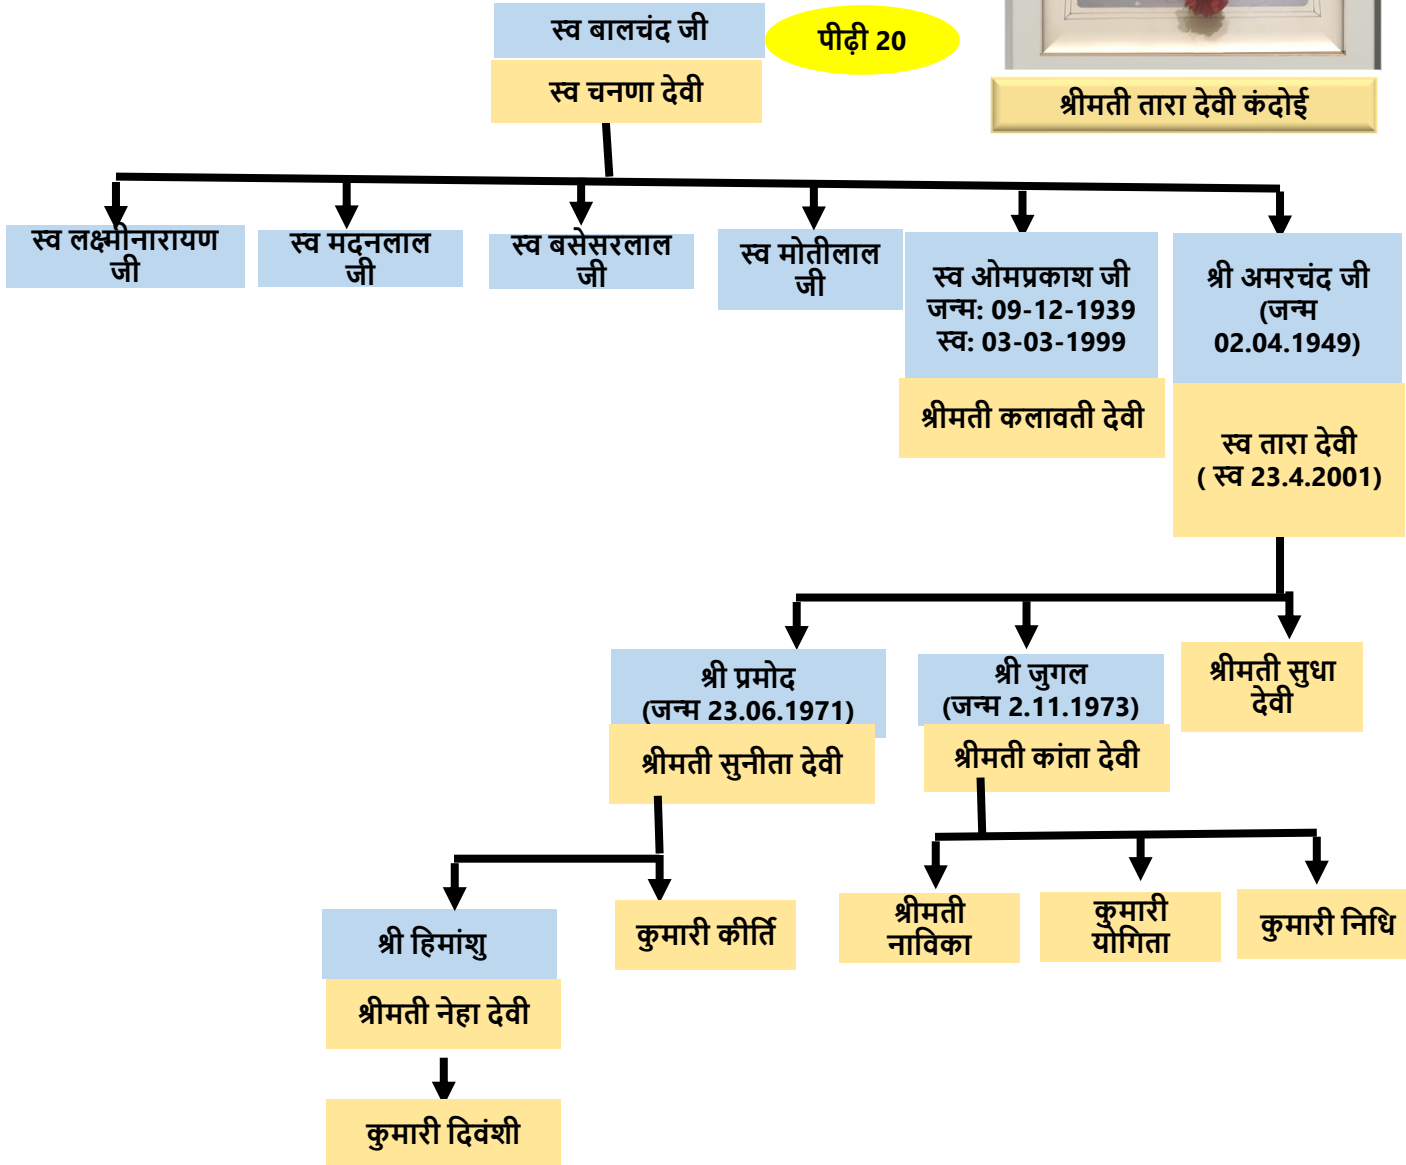 स्व बालचंद जी
पीढ़ी 20
स्व चनणा देवी
श्रीमती तारा देवी कंदोई
स्व लक्ष्मीनारायण
जी
स्व मदनलाल
जी
स्व बसेसरलाल
जी
स्व मोतीलाल
जी
स्व ओमप्रकाश जी
जन्म: 09-12-1939
स्व: 03-03-1999
श्री अमरचंद जी
(जन्म
02.04.1949)
श्रीमती कलावती देवी
स्व तारा देवी
( स्व 23.4.2001)
श्री प्रमोद
(जन्म 23.06.1971)
श्रीमती सुनीता देवी
श्री जुगल
(जन्म 2.11.1973)
श्रीमती कांता देवी
श्रीमती सुधा
देवी
श्री हिमांशु
श्रीमती नेहा देवी
कुमारी कीर्ति
श्रीमती
नाविका
कुमारी
योगिता
कुमारी निधि
कुमारी दिवंशी